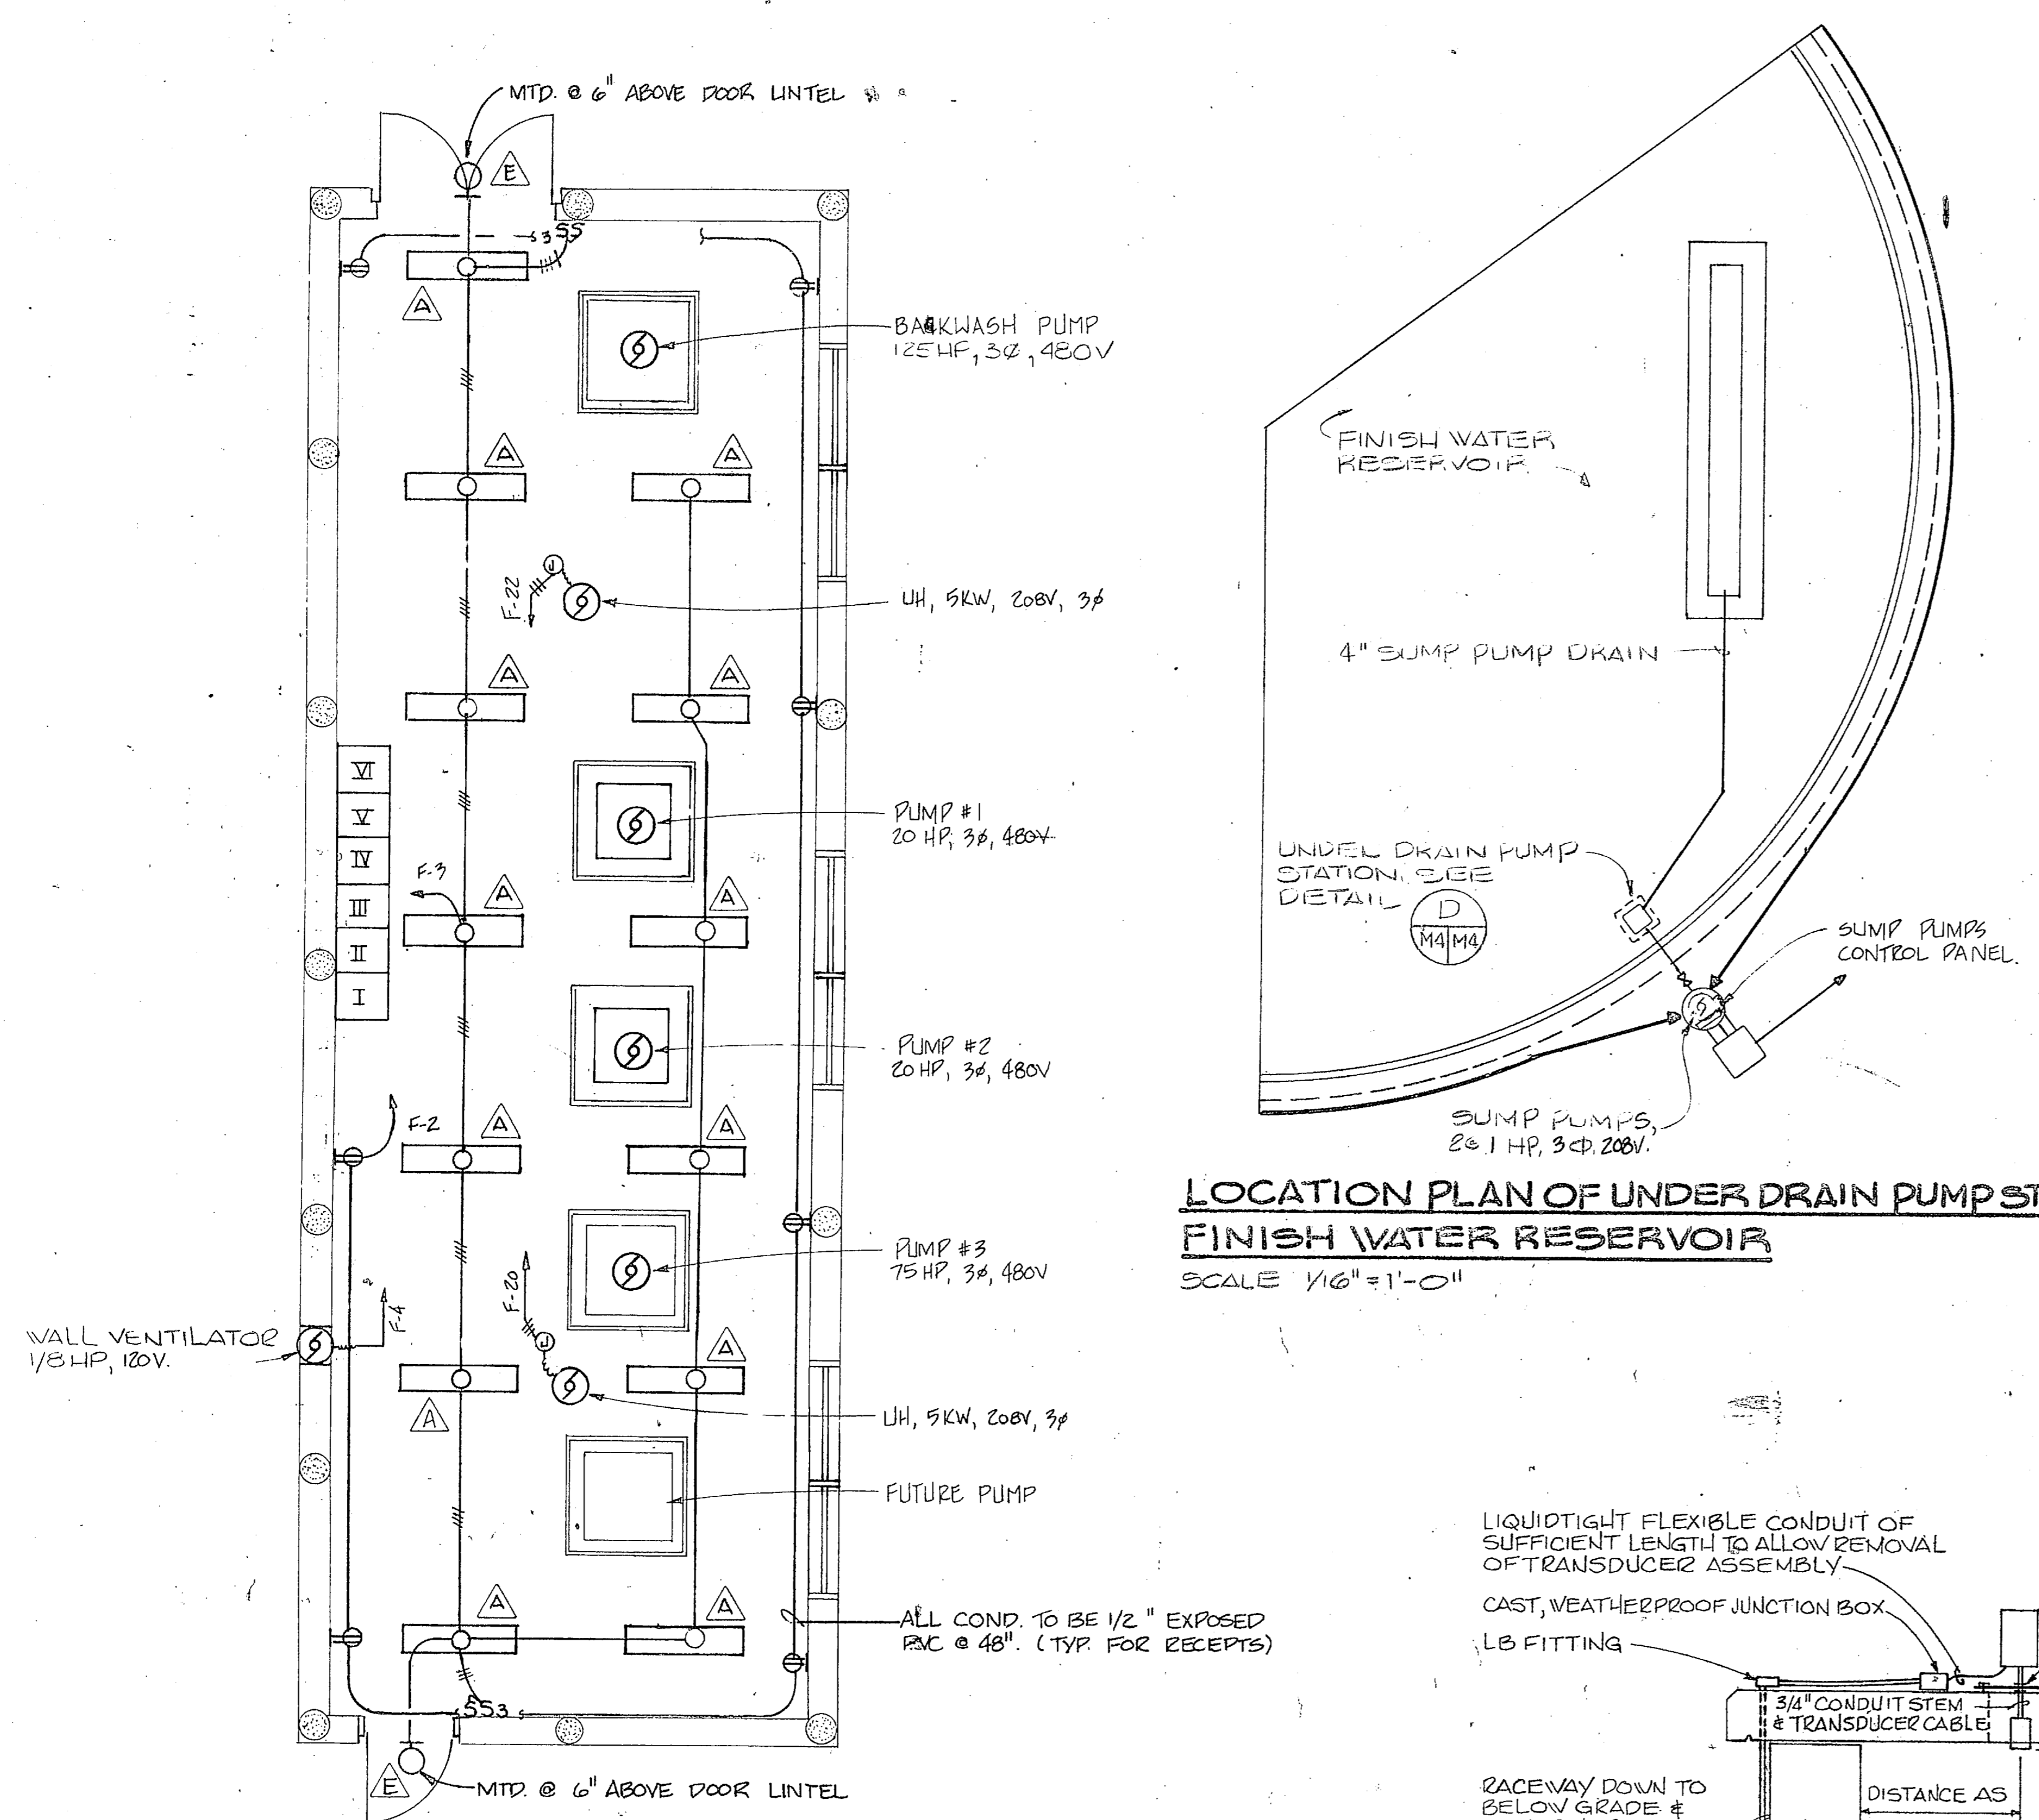 MTD. @ 6" ABOVE DOOR LINTEL
E
3 SS
A
BACKWASH PUMP
125HP, 3Ø, 480V
A
A
F-22
J
UH, 5KW, 208V, 3Ø
A
A
VI
V
IV
III
II
I
PUMP #1
20 HP, 3Ø, 480V
F-3
A
A
PUMP #2
20HP, 3Ø, 480V
F-2
A
A
PUMP #3
75HP, 3Ø, 480V
F-20
J
F-4
WALL VENTILATOR
1/8 HP, 120V.
A
A
UH, 5KW, 208V, 3Ø
FUTURE PUMP
A
A
ALL COND. TO BE 1/2" EXPOSED
PVC @ 48". (TYP. FOR RECEPTS)
SS3
E
MTD. @ 6" ABOVE DOOR LINTEL
FINISH WATER
RESERVOIR
4" SUMP PUMP DRAIN
UNDER DRAIN PUMP
STATION, SEE
DETAIL
D
M4 M4
SUMP PUMPS
CONTROL PANEL.
SUMP PUMPS,
2@ 1 HP, 3Ø, 208V.
LOCATION PLAN OF UNDER DRAIN PUMP ST
FINISH WATER RESERVOIR
SCALE 1/16"=1'-0"
LIQUIDTIGHT FLEXIBLE CONDUIT OF
SUFFICIENT LENGTH TO ALLOW REMOVAL
OF TRANSDUCER ASSEMBLY
CAST, WEATHERPROOF JUNCTION BOX
LB FITTING
3/4" CONDUIT STEM
& TRANSDUCER CABLE
RACEWAY DOWN TO
BELOW GRADE &
DISTANCE AS